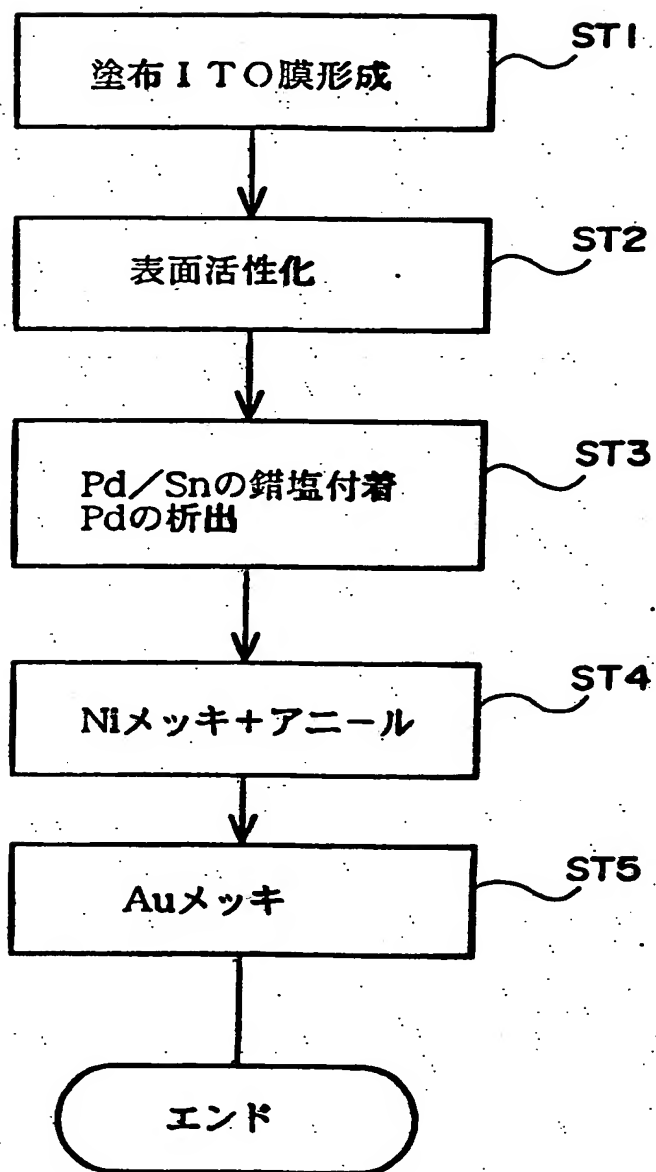 塗布ＩＴＯ膜形成
ST1
表面活性化
ST2
Pd／Snの錯塩付着
Pdの析出
ST3
Niメッキ＋アニール
ST4
Auメッキ
ST5
エンド